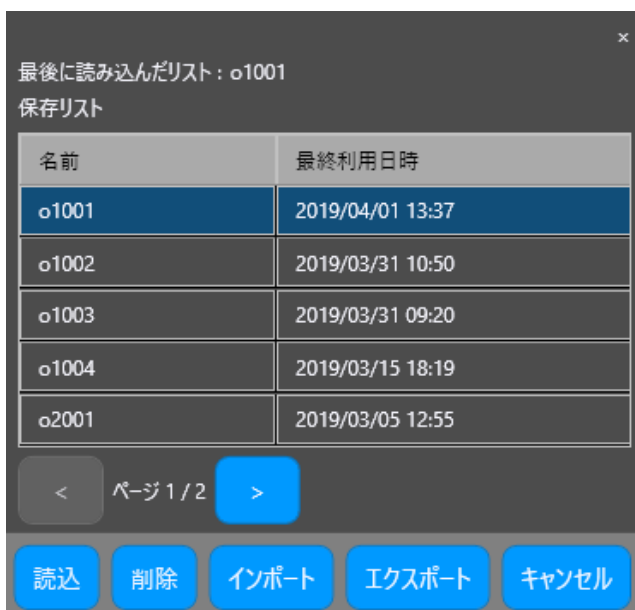 ×
最後に読み込んだリスト : o1001
保存リスト
名前 最終利用日時
o1001 2019/04/01 13:37
o1002 2019/03/31 10:50
o1003 2019/03/31 09:20
o1004 2019/03/15 18:19
o2001 2019/03/05 12:55
< ページ 1 / 2 >
読込 削除 インポート エクスポート キャンセル